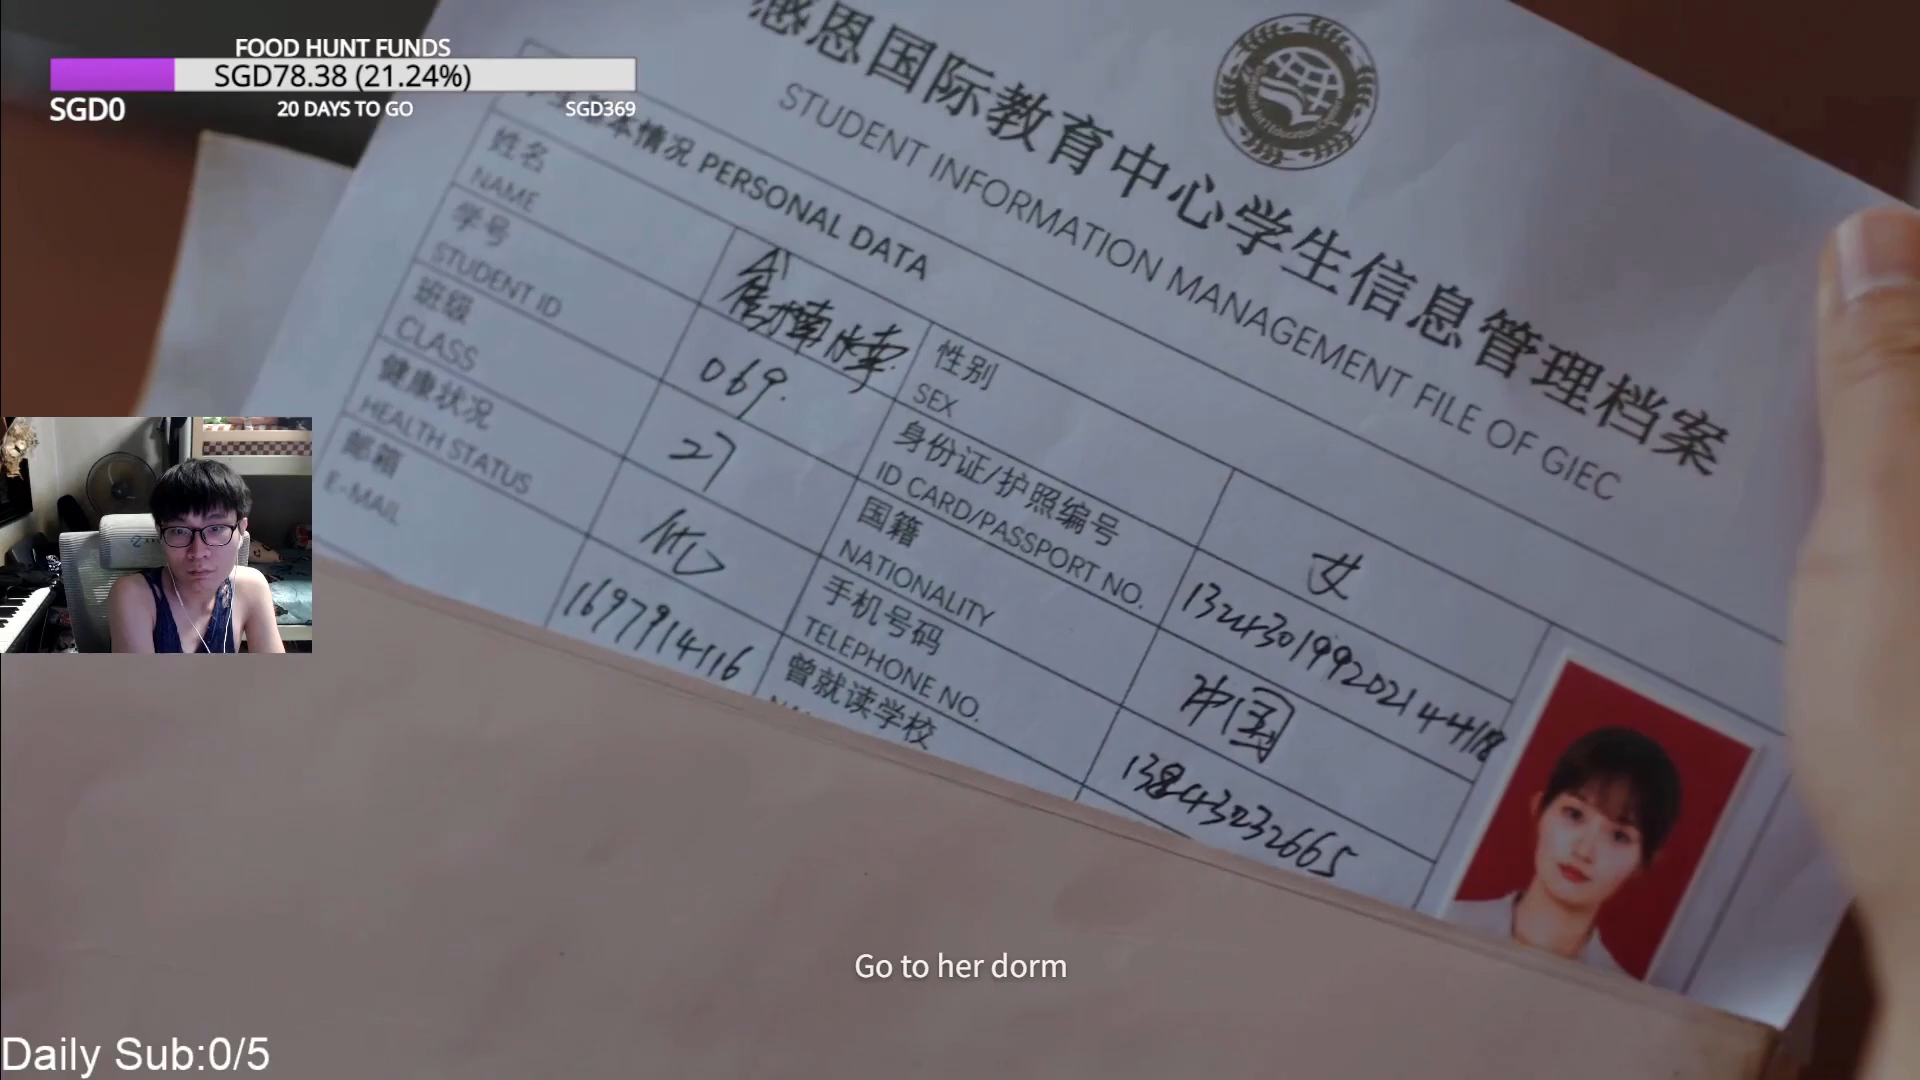 FOOD HUNT FUNDS
SGD78.38 (21.24%)
SGD0
20 DAYS TO GO
SGD369
感恩国际教育中心学生信息管理档案
STUDENT INFORMATION MANAGEMENT FILE OF GIEC
本情况 PERSONAL DATA
姓名
NAME
性别
SEX
女
学号
STUDENT ID
069.
身份证/护照编号
ID CARD/PASSPORT NO.
班级
CLASS
27
国籍
NATIONALITY
中国
健康状况
HEALTH STATUS
手机号码
TELEPHONE NO.
13843232665
邮箱
E-MAIL
曾就读学校
Go to her dorm
Daily Sub:0/5